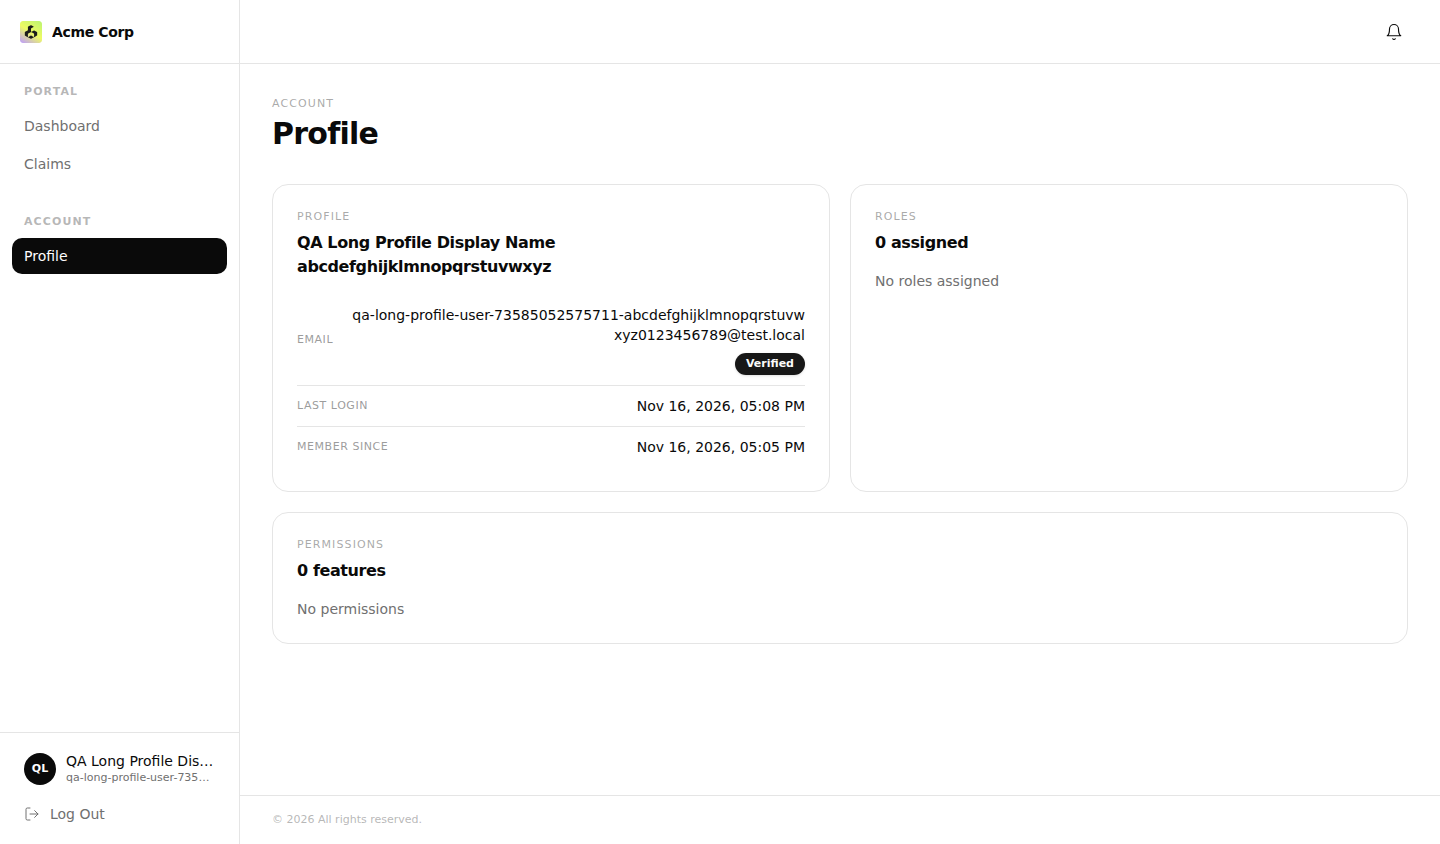 Acme Corp
PORTAL
Dashboard
Claims
ACCOUNT
Profile
QL
QA Long Profile Dis...
qa-long-profile-user-735...
Log Out
ACCOUNT
Profile
PROFILE
QA Long Profile Display Name
abcdefghijklmnopqrstuvwxyz
EMAIL
qa-long-profile-user-73585052575711-abcdefghijklmnopqrstuvw
xyz0123456789@test.local
Verified
LAST LOGIN
Nov 16, 2026, 05:08 PM
MEMBER SINCE
Nov 16, 2026, 05:05 PM
ROLES
0 assigned
No roles assigned
PERMISSIONS
0 features
No permissions
© 2026 All rights reserved.